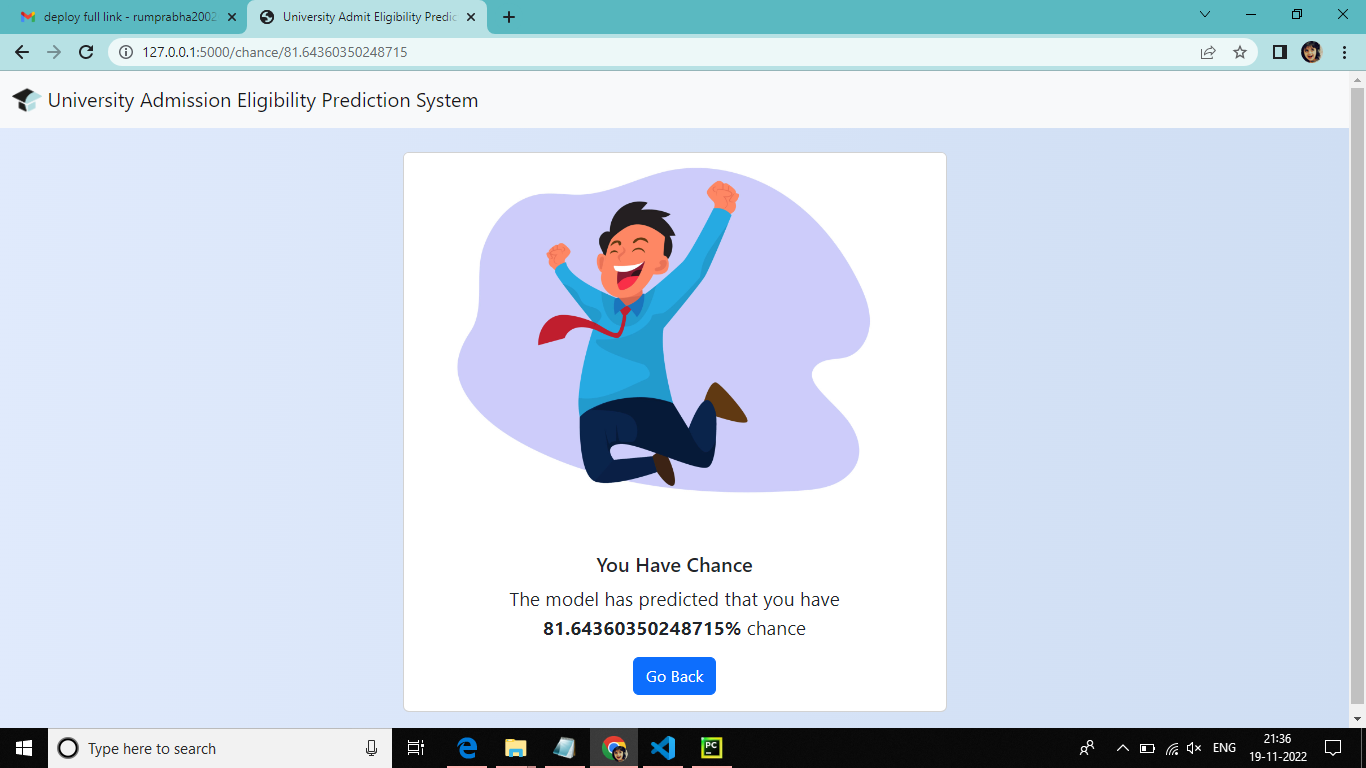 deploy full link - rumprabha2002
University Admit Eligibility Predic
127.0.0.1:5000/chance/81.64360350248715
University Admission Eligibility Prediction System
You Have Chance
The model has predicted that you have
81.64360350248715% chance
Go Back
Type here to search
PC
ENG
21:36
19-11-2022